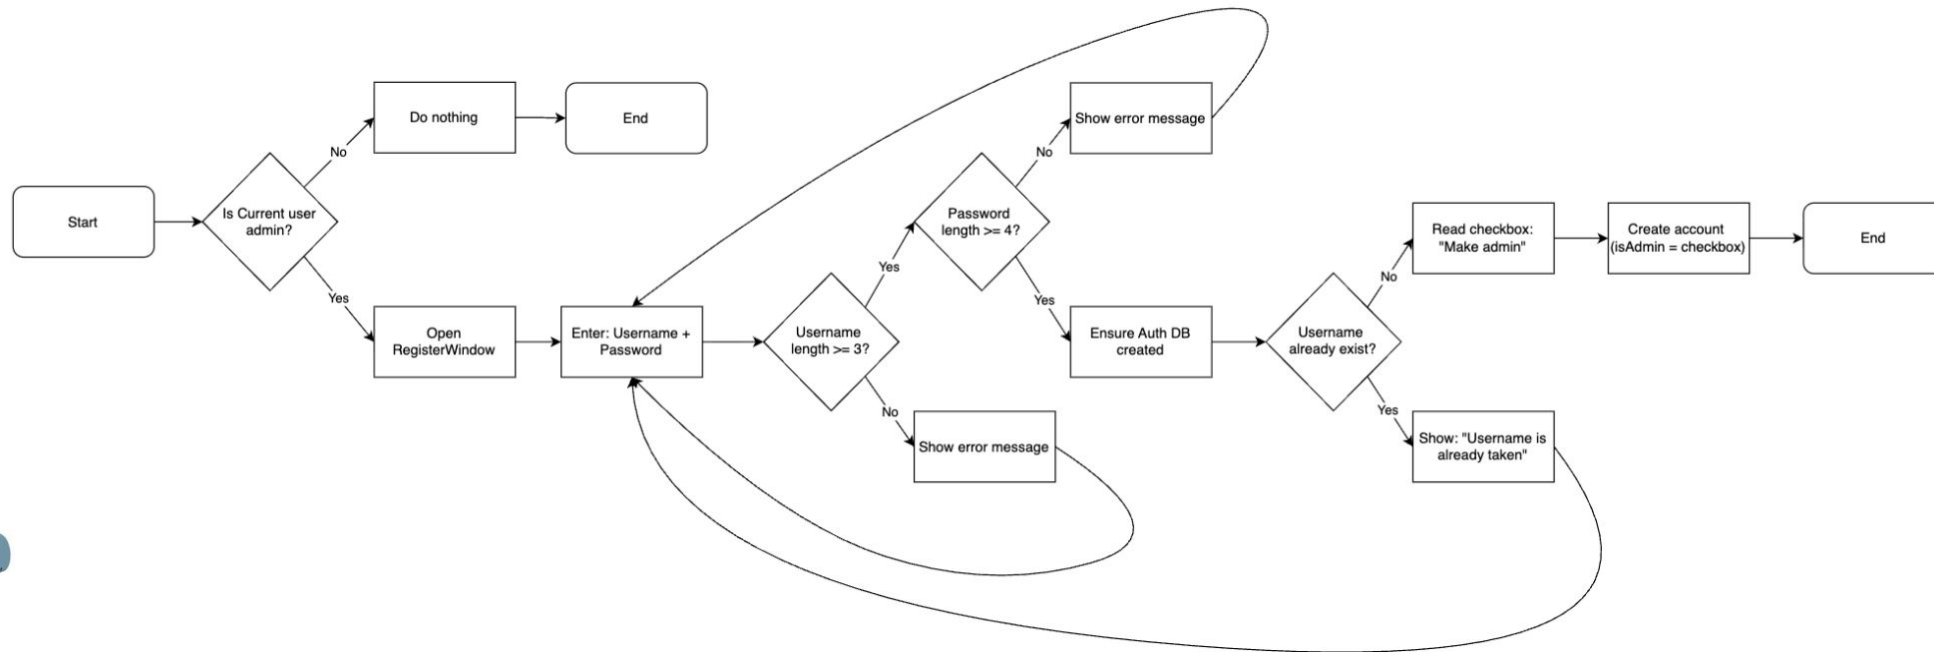 Start
Is Current user
admin?
No
Do nothing
End
Yes
Open
RegisterWindow
Enter: Username +
Password
Username
length >= 3?
Yes
Password
length >= 4?
No
Show error message
Yes
Ensure Auth DB
created
No
Show error message
Username
already exist?
No
Read checkbox:
"Make admin"
Create account
(isAdmin = checkbox)
End
Yes
Show: "Username is
already taken"